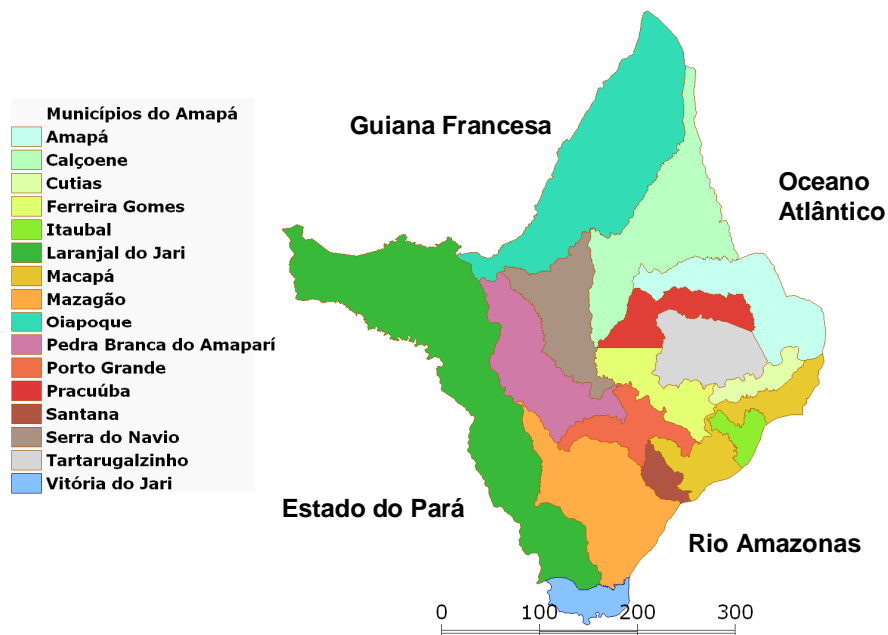 Municípios do Amapá
Amapá
Calçoene
Cutias
Ferreira Gomes
Itaubal
Laranjal do Jari
Macapá
Mazagão
Oiapoque
Pedra Branca do Amaparí
Porto Grande
Pracuúba
Santana
Serra do Navio
Tartarugalzinho
Vitória do Jari
Guiana Francesa
Oceano
Atlântico
Estado do Pará
Rio Amazonas
0 100 200 300